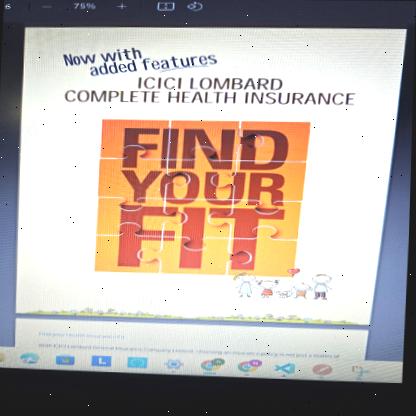 75%
Now with
added features
ICICI LOMBARD
COMPLETE HEALTH INSURANCE
FIND
YOUR
FIT